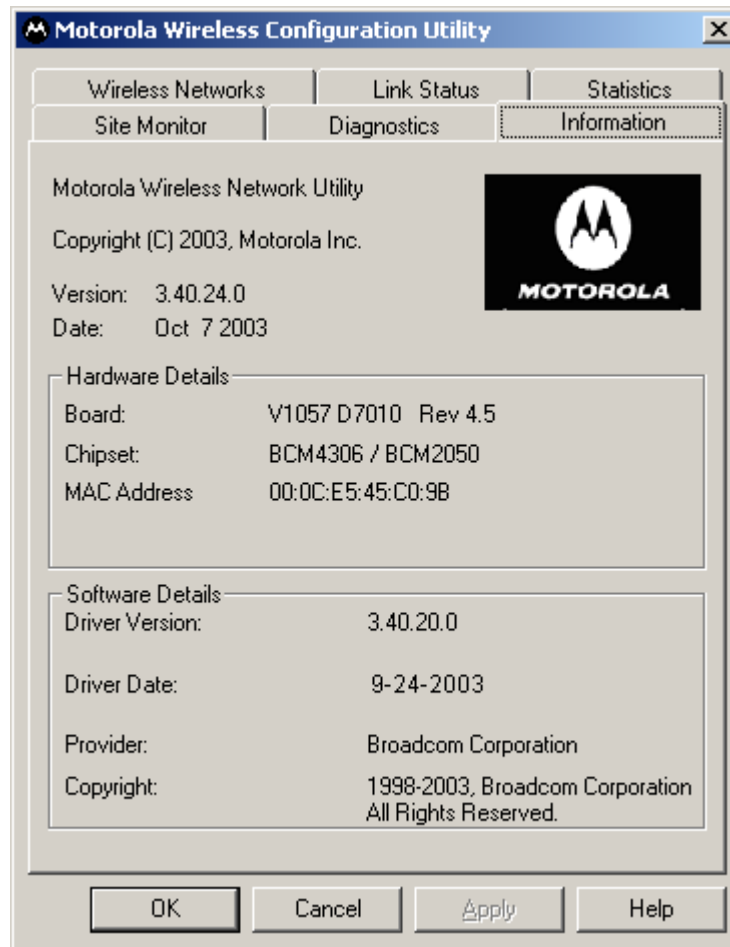 Motorola Wireless Configuration Utility
Wireless Networks Link Status Statistics
Site Monitor Diagnostics Information
Motorola Wireless Network Utility
Copyright (C) 2003, Motorola Inc.
MOTOROLA
Version: 3.40.24.0
Date: Oct 7 2003
Hardware Details
Board: V1057 D7010 Rev 4.5
Chipset: BCM4306 / BCM2050
MAC Address 00:0C:E5:45:C0:9B
Software Details
Driver Version: 3.40.20.0
Driver Date: 9-24-2003
Provider: Broadcom Corporation
Copyright: 1998-2003, Broadcom Corporation
All Rights Reserved.
OK Cancel Apply Help